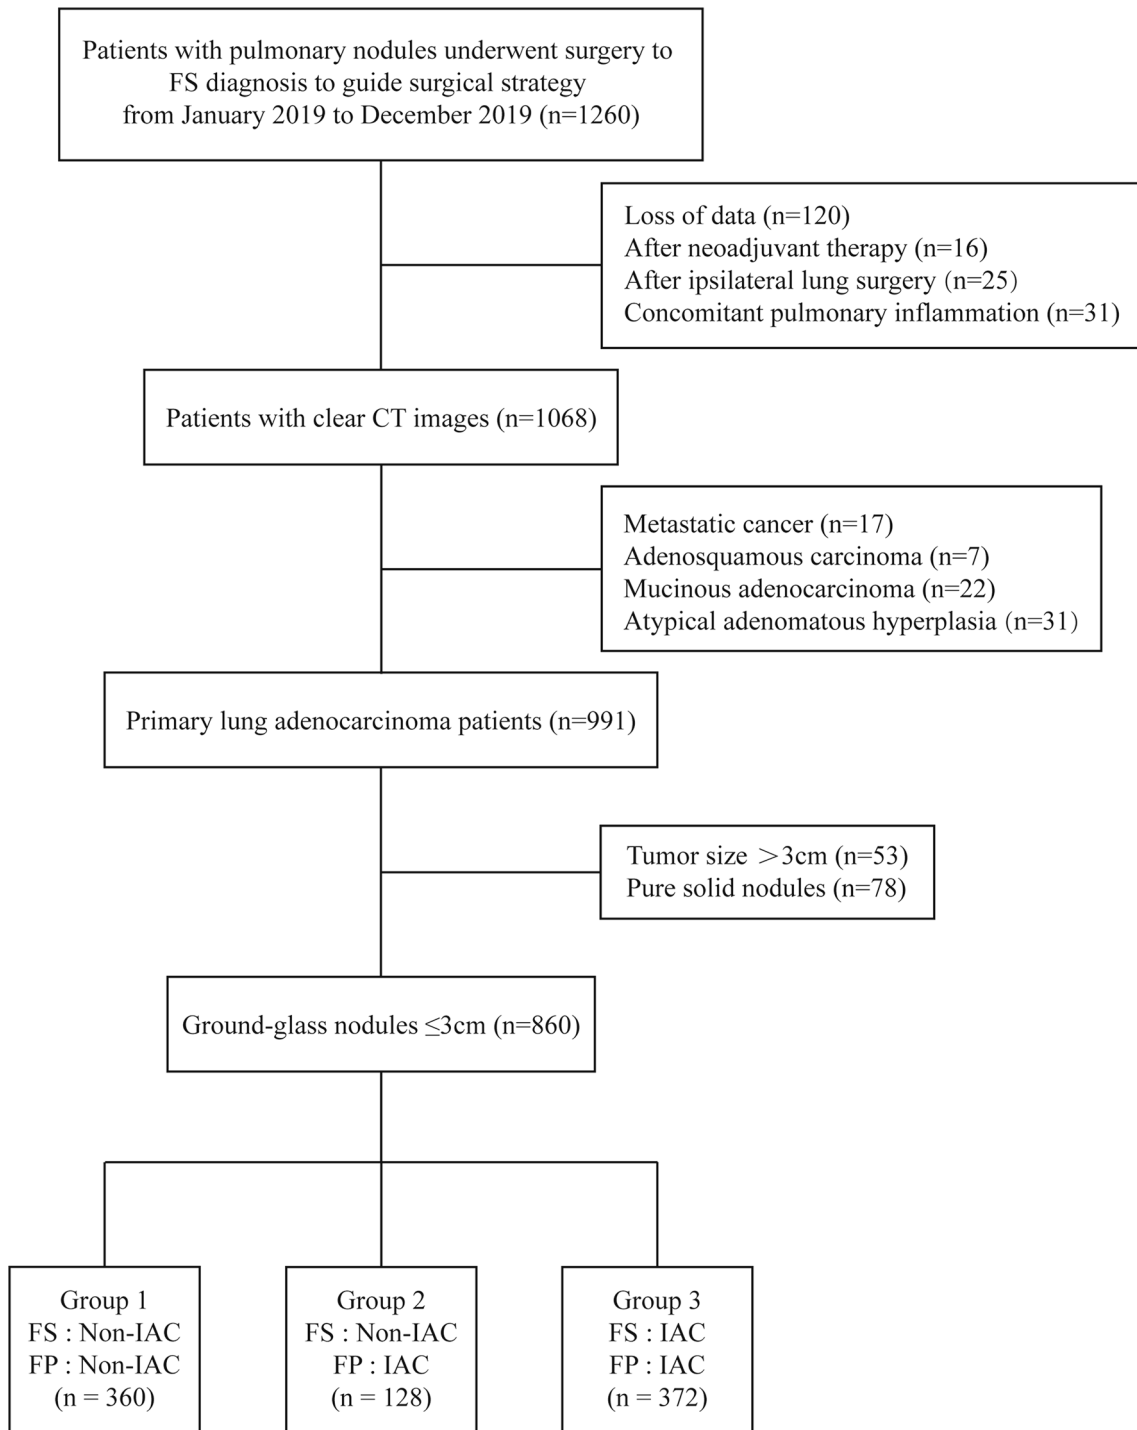 Patients with pulmonary nodules underwent surgery to
FS diagnosis to guide surgical strategy
from January 2019 to December 2019 (n=1260)
Loss of data (n=120)
After neoadjuvant therapy (n=16)
After ipsilateral lung surgery (n=25)
Concomitant pulmonary inflammation (n=31)
Patients with clear CT images (n=1068)
Metastatic cancer (n=17)
Adenosquamous carcinoma (n=7)
Mucinous adenocarcinoma (n=22)
Atypical adenomatous hyperplasia (n=31)
Primary lung adenocarcinoma patients (n=991)
Tumor size >3cm (n=53)
Pure solid nodules (n=78)
Ground-glass nodules ≤3cm (n=860)
Group 1
FS : Non-IAC
FP : Non-IAC
(n = 360)
Group 2
FS : Non-IAC
FP : IAC
(n = 128)
Group 3
FS : IAC
FP : IAC
(n = 372)